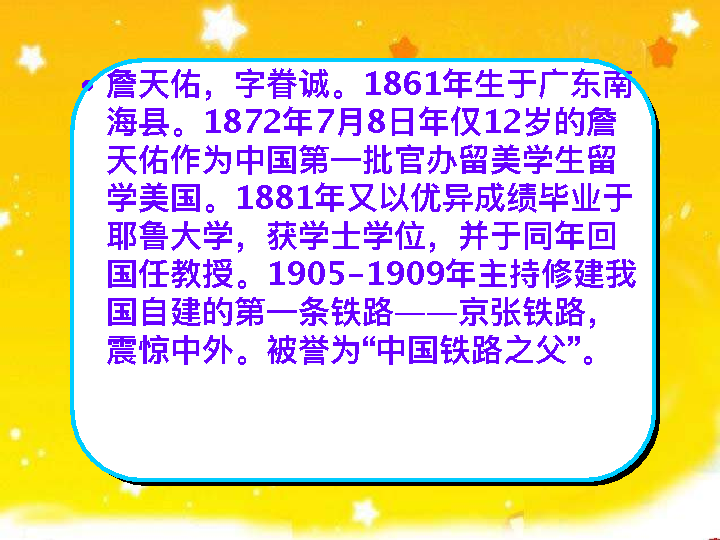 • 詹天佑，字眷诚。1861年生于广东南
海县。1872年7月8日年仅12岁的詹
天佑作为中国第一批官办留美学生留
学美国。1881年又以优异成绩毕业于
耶鲁大学，获学士学位，并于同年回
国任教授。1905-1909年主持修建我
国自建的第一条铁路——京张铁路，
震惊中外。被誉为“中国铁路之父”。